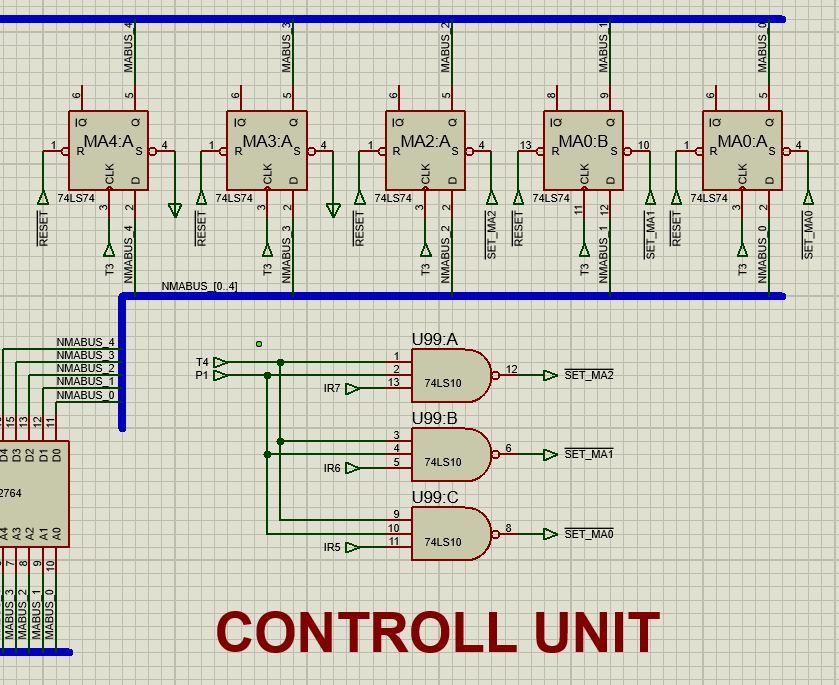 MABUS_4 MABUS_3 MABUS_2 MABUS_1 MABUS_0
6 5 6 5 6 5 8 9 6 5
IQ Q IQ Q IQ Q IQ Q IQ Q
1 R MA4:A S 4 1 R MA3:A S 4 1 R MA2:A S 4 13 R MA0:B S 10 1 R MA0:A S 4
CLK D CLK D CLK D CLK D CLK D
74LS74 74LS74 74LS74 74LS74 74LS74
3 2 3 2 3 2 11 12 3 2
RESET RESET RESET SET_MA2 RESET SET_MA1 RESET SET_MA0
T3 NMABUS_4 T3 NMABUS_3 T3 NMABUS_2 T3 NMABUS_1 T3 NMABUS_0
NMABUS_[0..4]
NMABUS_4
NMABUS_3
NMABUS_2
NMABUS_1
NMABUS_0
15 13 12 11
D4 D3 D2 D1 D0
2764
A4 A3 A2 A1 A0
7 8 9 10
MABUS_3 MABUS_2 MABUS_1 MABUS_0
U99:A
T4 1
P1 2 12 SET_MA2
IR7 13 74LS10
U99:B
3
4 6 SET_MA1
IR6 5 74LS10
U99:C
9
10 8 SET_MA0
IR5 11 74LS10
CONTROLL UNIT